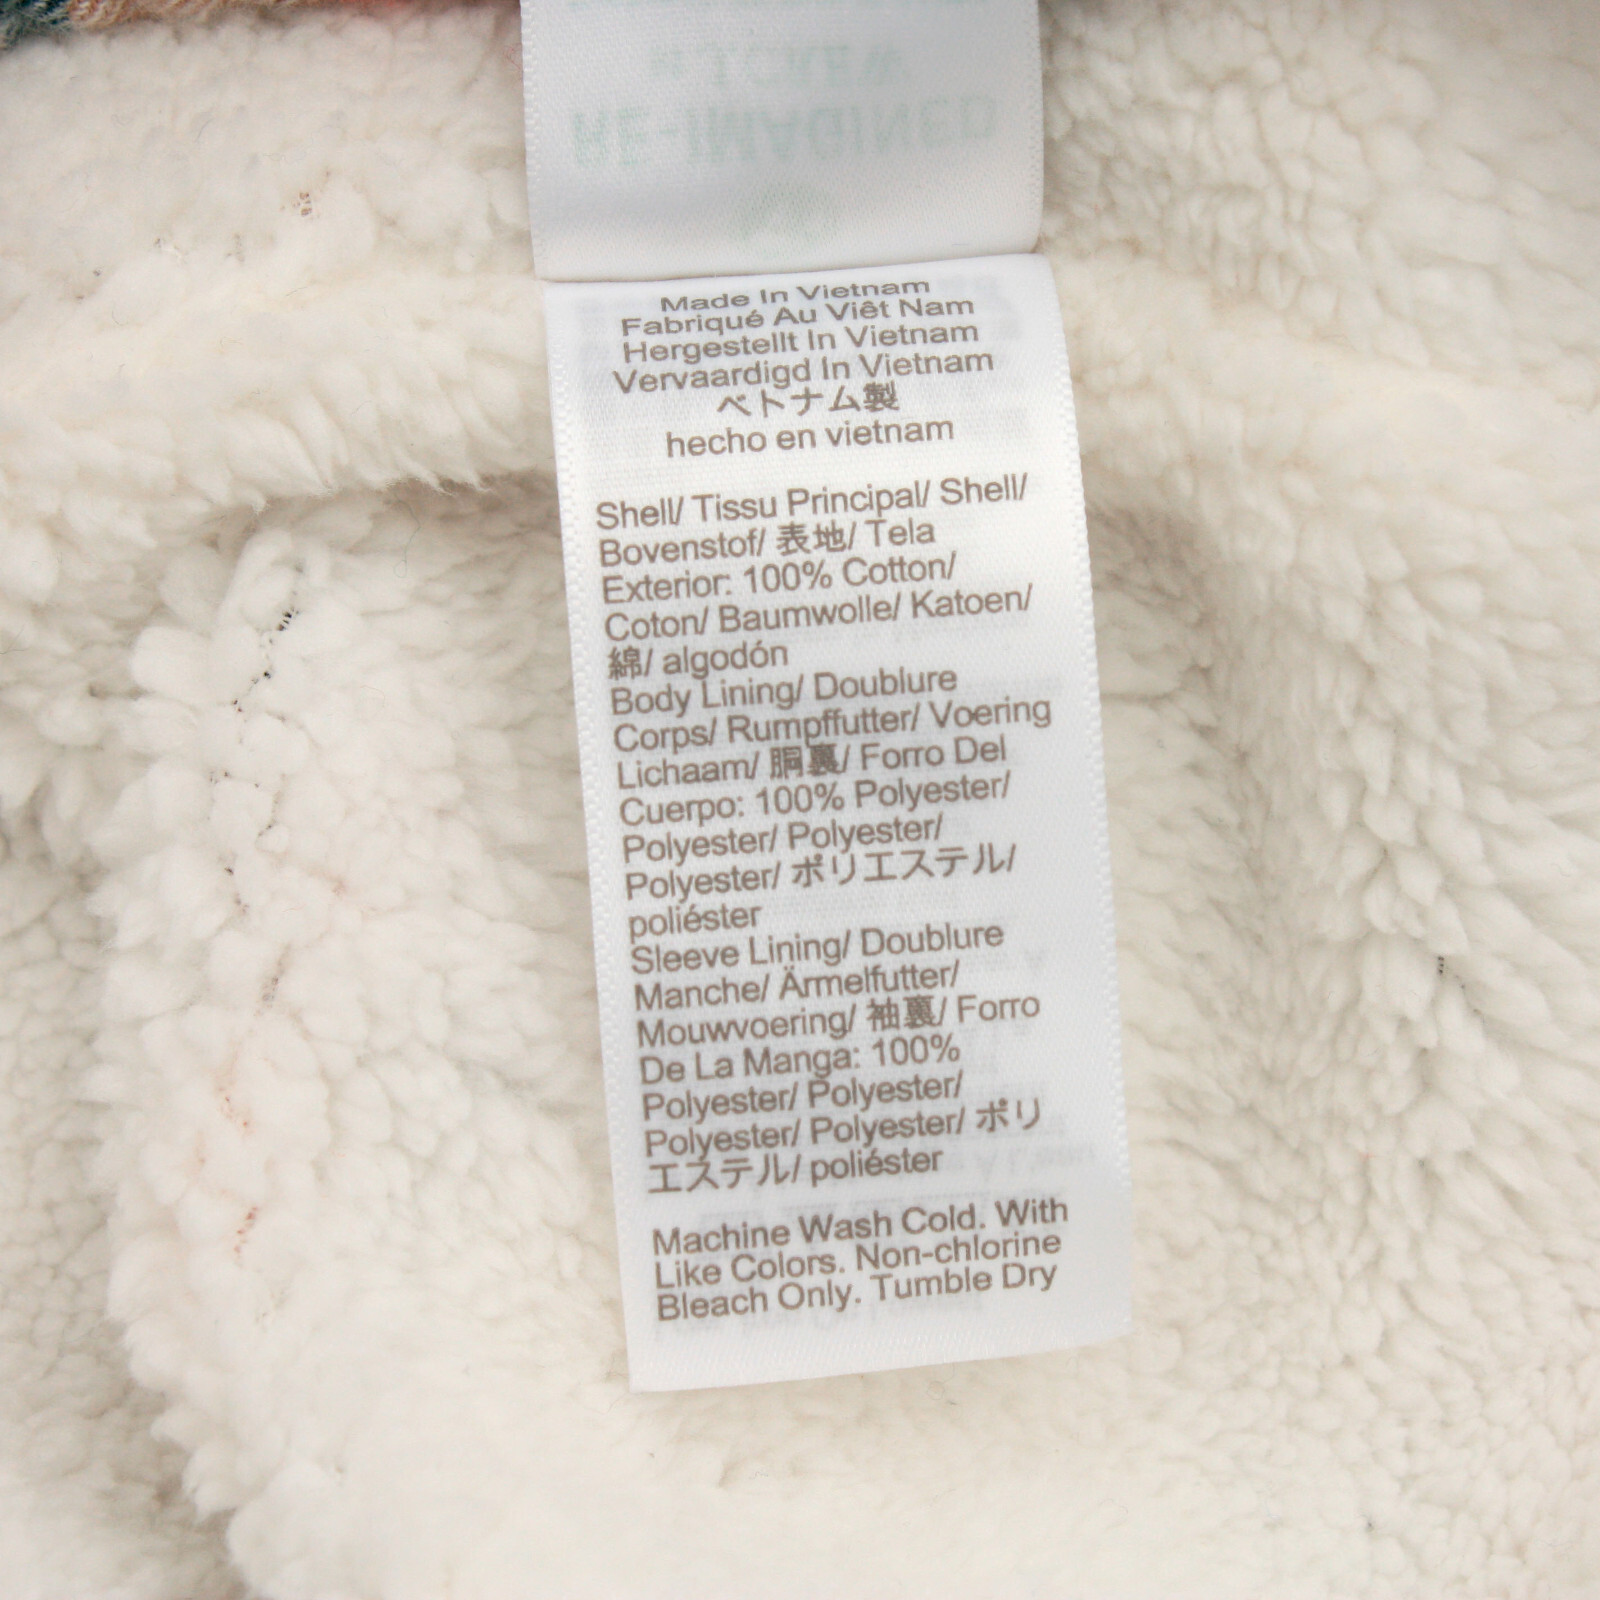 Made In Vietnam
Fabriqué Au Viêt Nam
Hergestellt In Vietnam
Vervaardigd In Vietnam
ベトナム製
hecho en vietnam
Shell/ Tissu Principal/ Shell/
Bovenstof/ 表地/ Tela
Exterior: 100% Cotton/
Coton/ Baumwolle/ Katoen/
綿/ algodón
Body Lining/ Doublure
Corps/ Rumpffutter/ Voering
Lichaam/ 胴裏/ Forro Del
Cuerpo: 100% Polyester/
Polyester/ Polyester/
Polyester/ ポリエステル/
poliéster
Sleeve Lining/ Doublure
Manche/ Ärmelfutter/
Mouwvoering/ 袖裏/ Forro
De La Manga: 100%
Polyester/ Polyester/
Polyester/ Polyester/ ポリ
エステル/ poliéster
Machine Wash Cold. With
Like Colors. Non-chlorine
Bleach Only. Tumble Dry